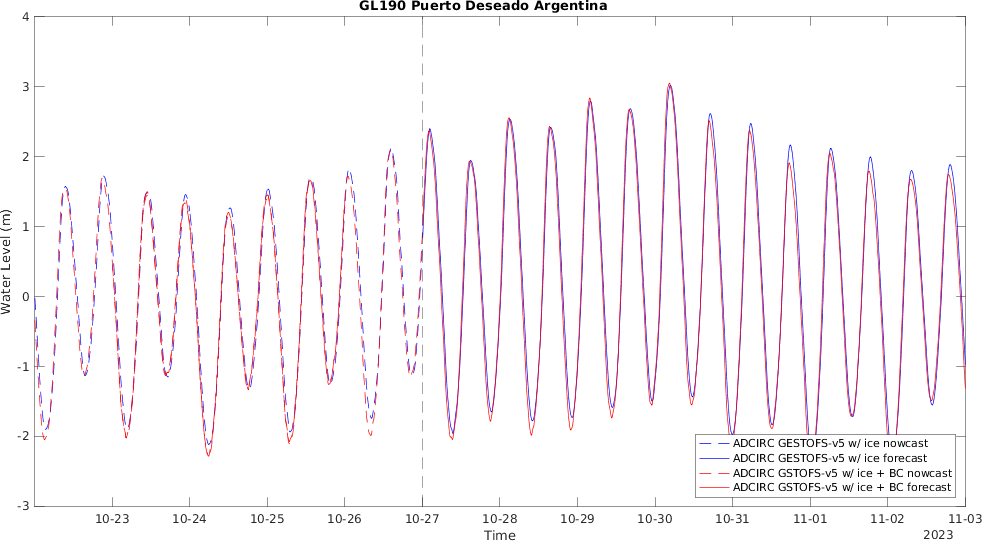 GL190 Puerto Deseado Argentina
4
3
2
1
0
-1
-2
-3
Water Level (m)
ADCIRC GESTOFS-v5 w/ ice nowcast
ADCIRC GESTOFS-v5 w/ ice forecast
ADCIRC GSTOFS-v5 w/ ice + BC nowcast
ADCIRC GSTOFS-v5 w/ ice + BC forecast
10-23 10-24 10-25 10-26 10-27 10-28 10-29 10-30 10-31 11-01 11-02 11-03
Time
2023